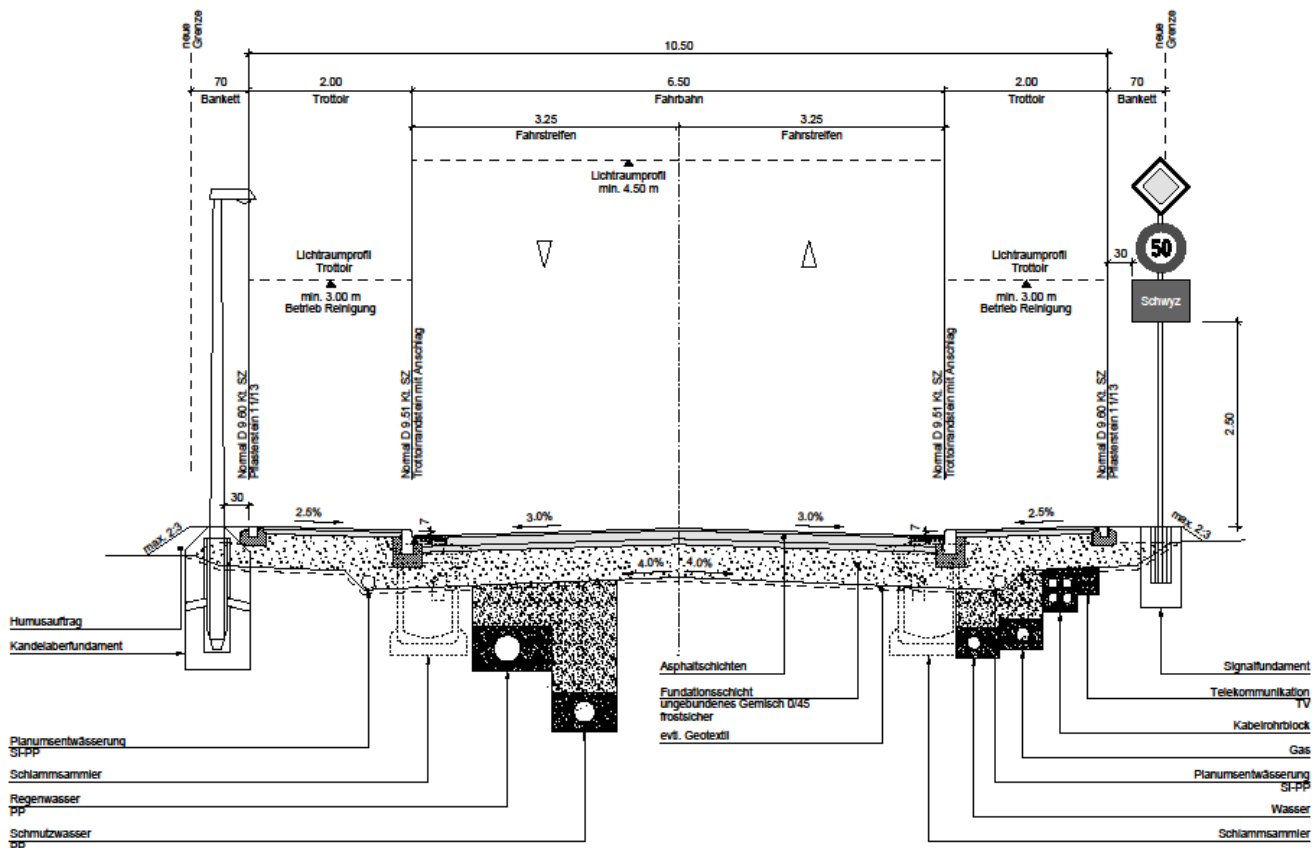 neue
Grenze
neue
Grenze
10.50
70
2.00
6.50
2.00
70
Bankett
Trottoir
Fahrbahn
Trottoir
Bankett
3.25
3.25
Fahrstreifen
Fahrstreifen
Lichtraumprofil
min. 4.50 m
Lichtraumprofil
Trottoir
min. 3.00 m
Betrieb Reinigung
Lichtraumprofil
Trottoir
min. 3.00 m
Betrieb Reinigung
30
50
Schwyz
2.50
Normal D 9.60 Kt. SZ
Pflasterstein 11/13
Normal D 9.51 Kt. SZ
Trottoirrandstein mit Anschlag
Normal D 9.51 Kt. SZ
Trottoirrandstein mit Anschlag
Normal D 9.60 Kt. SZ
Pflasterstein 11/13
30
max. 2:3
2.5%
7
3.0%
3.0%
7
2.5%
max. 2:3
4.0%
4.0%
Humusauftrag
Kandelaberfundament
Planumsentwässerung
SI-PP
Schlammsammler
Regenwasser
PP
Schmutzwasser
PP
Asphaltschichten
Fundationsschicht
ungebundenes Gemisch 0/45
frostsicher
evtl. Geotextil
Signalfundament
Telekommunikation
TV
Kabelrohrblock
Gas
Planumsentwässerung
SI-PP
Wasser
Schlammsammler